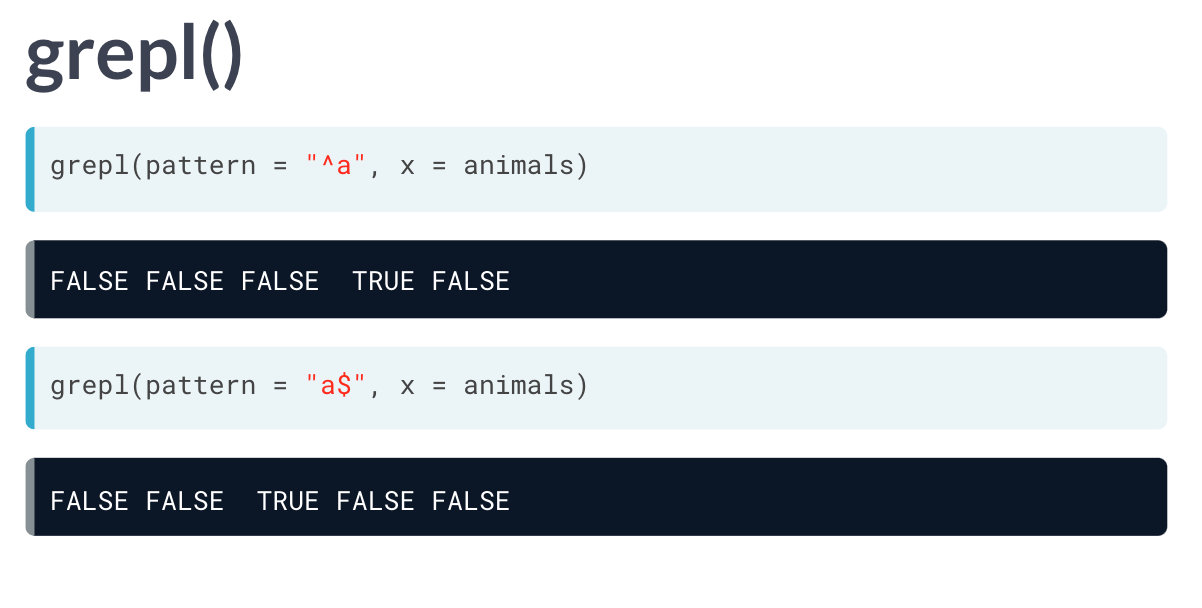 grepl()
grepl(pattern = "^a", x = animals)
FALSE FALSE FALSE  TRUE FALSE
grepl(pattern = "a$", x = animals)
FALSE FALSE  TRUE FALSE FALSE